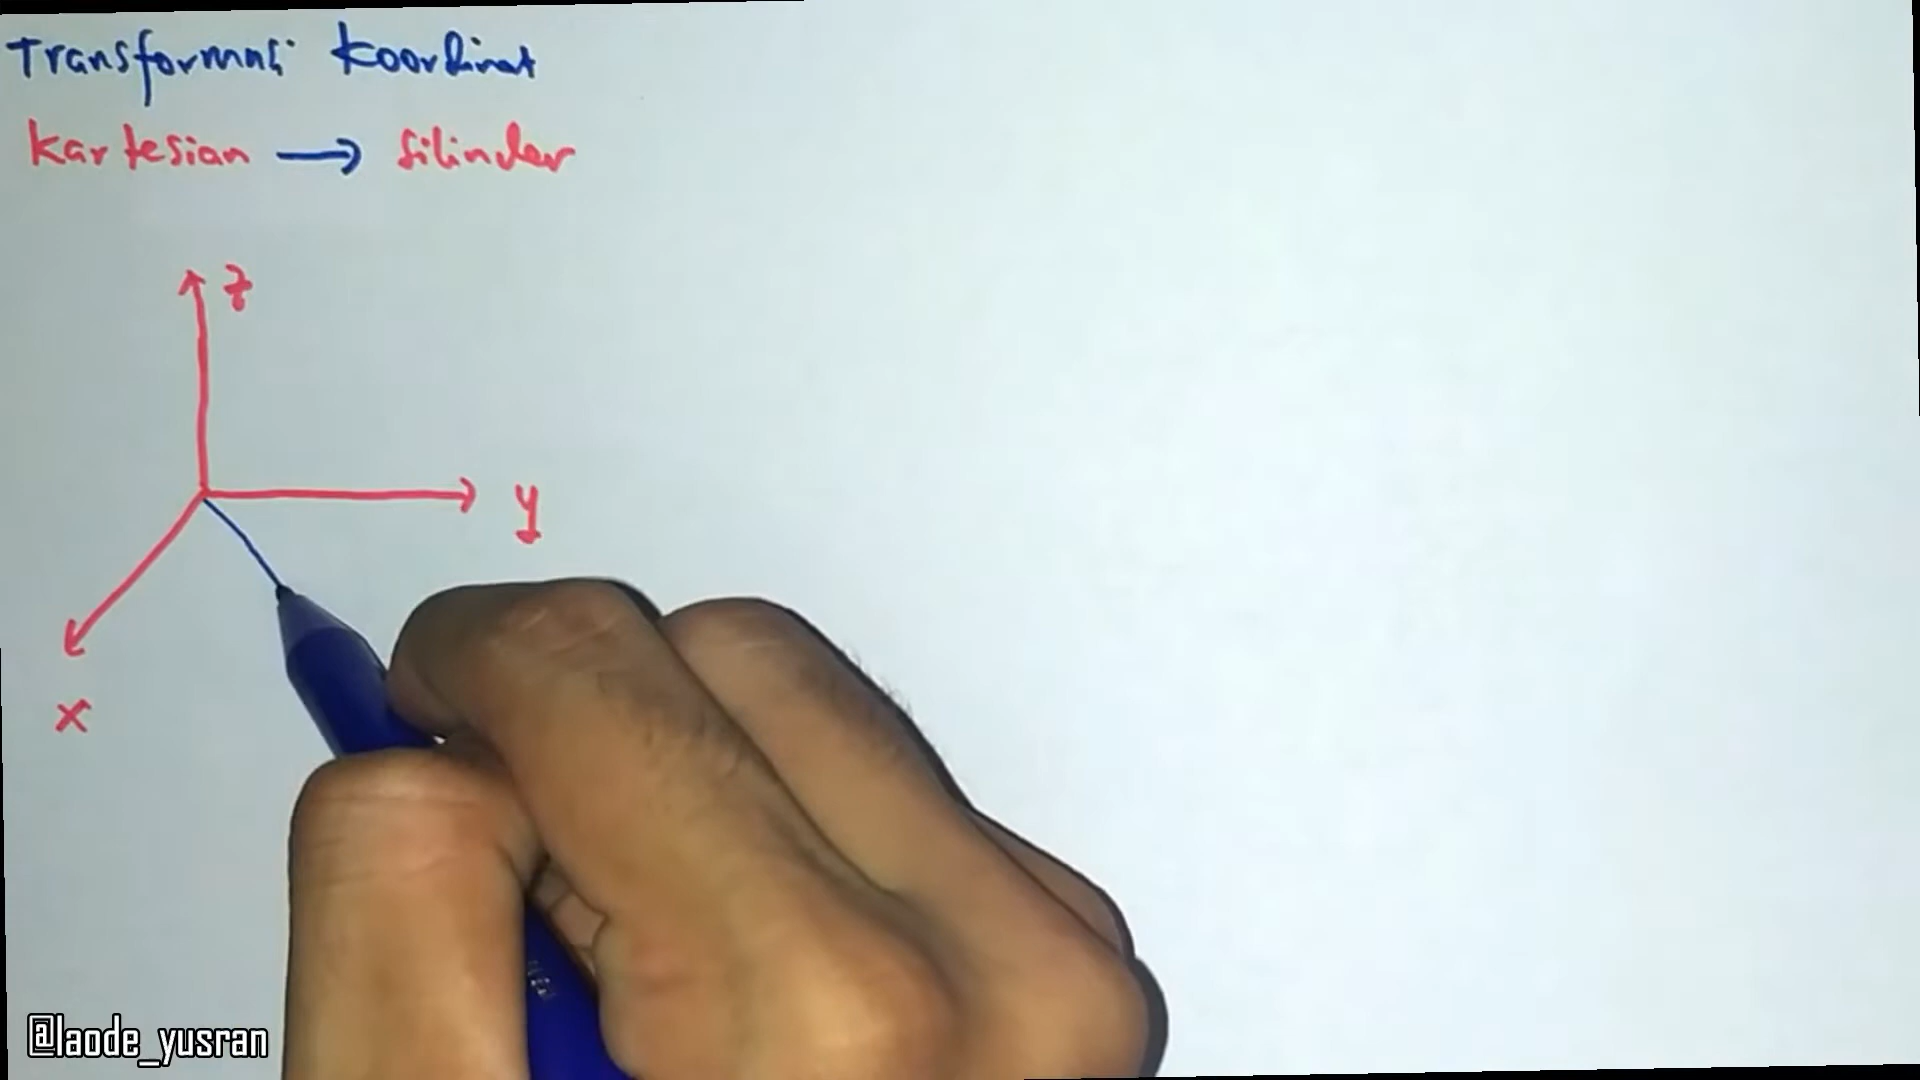 Transformasi Koordinat
Kartesian → Silinder
z
y
x
@laode_yusran